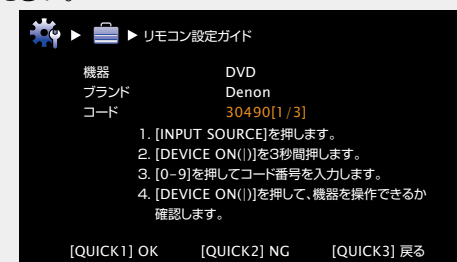 リモコン設定ガイド
機器 DVD
ブランド Denon
コード 30490[1/3]
1. [INPUT SOURCE]を押します。
2. [DEVICE ON(|)]を3秒間押します。
3. [0-9]を押してコード番号を入力します。
4. [DEVICE ON(|)]を押して、機器を操作できるか
確認します。
[QUICK1] OK [QUICK2] NG [QUICK3] 戻る